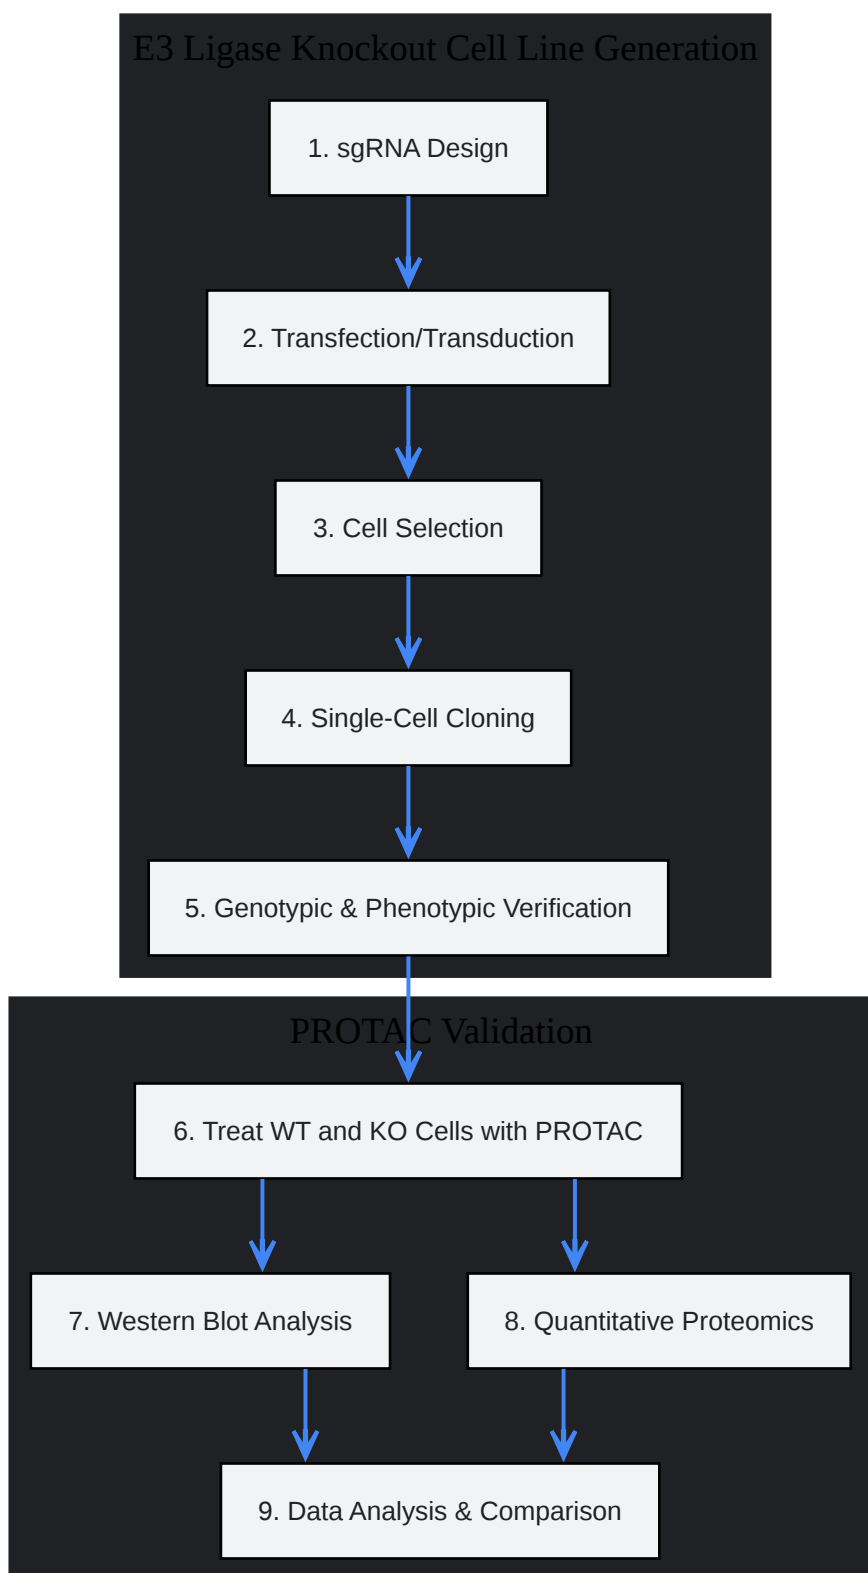 E3 Ligase Knockout Cell Line Generation
1. sgRNA Design
2. Transfection/Transduction
3. Cell Selection
4. Single-Cell Cloning
5. Genotypic & Phenotypic Verification
PROTAC Validation
6. Treat WT and KO Cells with PROTAC
7. Western Blot Analysis
8. Quantitative Proteomics
9. Data Analysis & Comparison